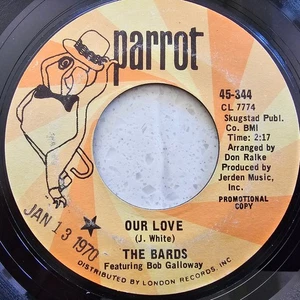 parrot
45-344
CL 7774
Skugstad Publ.
Co. BMI
Time: 2:17
Arranged by
Don Ralke
Produced by
Jerden Music,
Inc.
PROMOTIONAL
COPY
JAN 13 1970
OUR LOVE
(J. White)
THE BARDS
Featuring Bob Galloway
DISTRIBUTED BY LONDON RECORDS, INC.